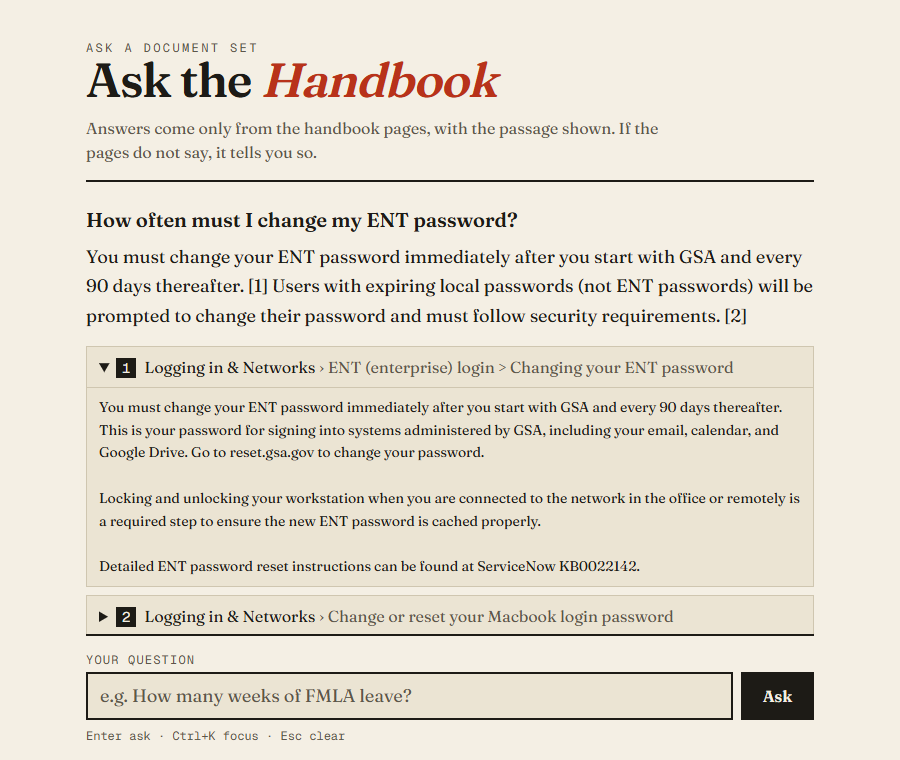 ASK A DOCUMENT SET
Ask the Handbook
Answers come only from the handbook pages, with the passage shown. If the
pages do not say, it tells you so.
How often must I change my ENT password?
You must change your ENT password immediately after you start with GSA and every
90 days thereafter. [1] Users with expiring local passwords (not ENT passwords) will be
prompted to change their password and must follow security requirements. [2]
▼ 1 Logging in & Networks › ENT (enterprise) login > Changing your ENT password
You must change your ENT password immediately after you start with GSA and every 90 days thereafter.
This is your password for signing into systems administered by GSA, including your email, calendar, and
Google Drive. Go to reset.gsa.gov to change your password.
Locking and unlocking your workstation when you are connected to the network in the office or remotely is
a required step to ensure the new ENT password is cached properly.
Detailed ENT password reset instructions can be found at ServiceNow KB0022142.
▶ 2 Logging in & Networks › Change or reset your Macbook login password
YOUR QUESTION
e.g. How many weeks of FMLA leave?
Ask
Enter ask · Ctrl+K focus · Esc clear